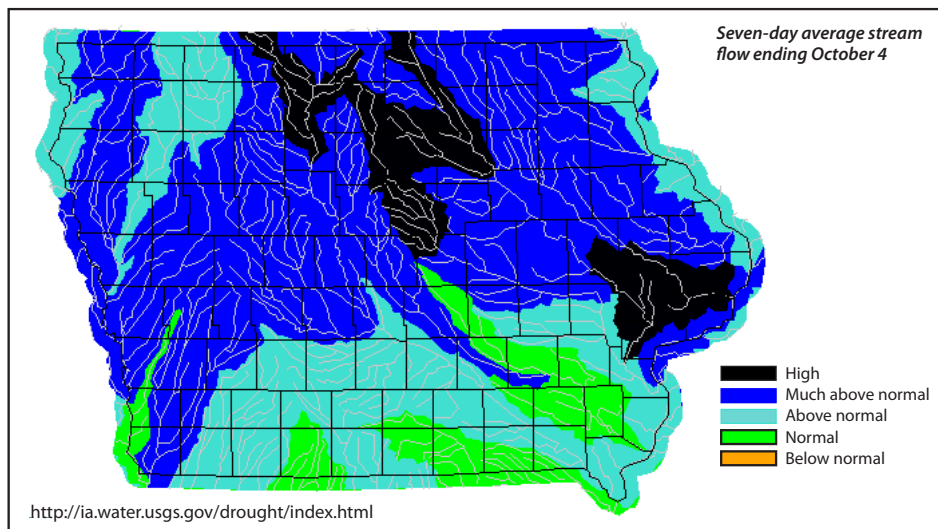 Seven-day average stream
flow ending October 4
High
Much above normal
Above normal
Normal
Below normal
http://ia.water.usgs.gov/drought/index.html